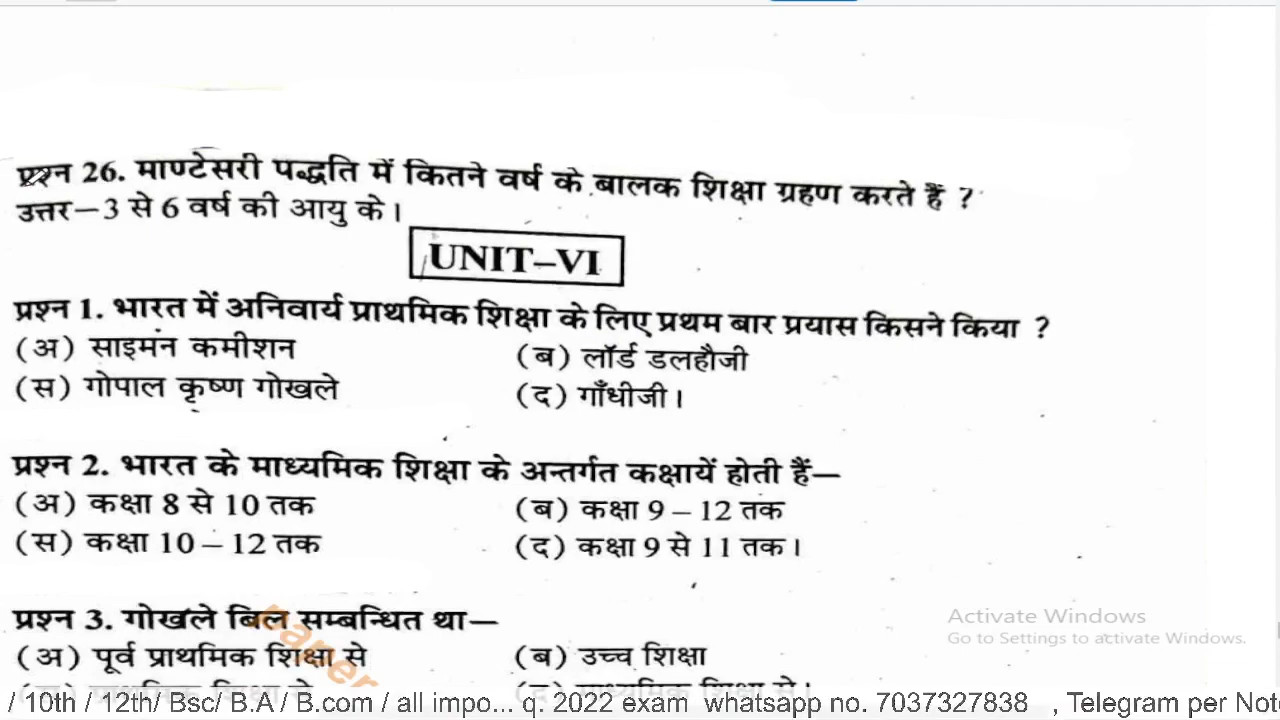 प्रश्न 26. माण्टेसरी पद्धति में कितने वर्ष के बालक शिक्षा ग्रहण करते हैं ?
उत्तर–3 से 6 वर्ष की आयु के।
UNIT–VI
प्रश्न 1. भारत में अनिवार्य प्राथमिक शिक्षा के लिए प्रथम बार प्रयास किसने किया ?
(अ) साइमन कमीशन (ब) लॉर्ड डलहौजी
(स) गोपाल कृष्ण गोखले (द) गाँधीजी।
प्रश्न 2. भारत के माध्यमिक शिक्षा के अन्तर्गत कक्षायें होती हैं—
(अ) कक्षा 8 से 10 तक (ब) कक्षा 9 – 12 तक
(स) कक्षा 10 – 12 तक (द) कक्षा 9 से 11 तक।
प्रश्न 3. गोखले बिल सम्बन्धित था—
(अ) पूर्व प्राथमिक शिक्षा से (ब) उच्च शिक्षा
Activate Windows
Go to Settings to activate Windows.
/ 10th / 12th/ Bsc/ B.A / B.com / all impo... q. 2022 exam whatsapp no. 7037327838 , Telegram per Not